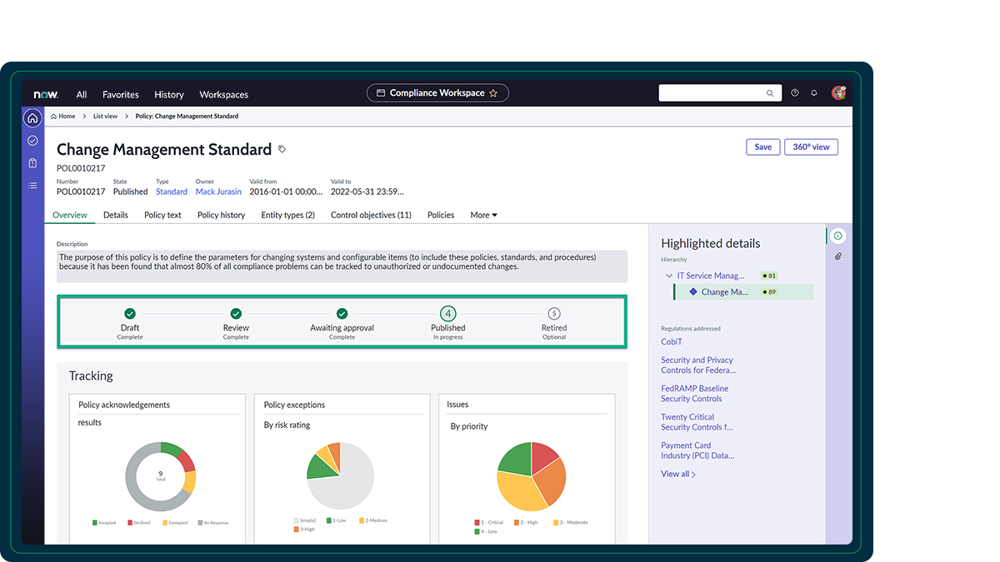 now.
All
Favorites
History
Workspaces
Compliance Workspace
Home > List view > Policy: Change Management Standard
Change Management Standard
Save
360° view
POL0010217
Number
State
Type
Owner
Valid from
Valid to
POL0010217
Published
Standard
Mack Jurasin
2016-01-01 00:00...
2022-05-31 23:59...
Overview
Details
Policy text
Policy history
Entity types (2)
Control objectives (11)
Policies
More
Description
The purpose of this policy is to define the parameters for changing systems and configurable items (to include these policies, standards, and procedures)
because it has been found that almost 80% of all compliance problems can be tracked to unauthorized or undocumented changes.
Draft
Complete
Review
Complete
Awaiting approval
Complete
4
Published
In progress
5
Retired
Optional
Tracking
Policy acknowledgements
results
9
Total
Accepted
Declined
Exempted
No Response
Policy exceptions
By risk rating
(empty)
1-Low
2-Medium
3-High
Issues
By priority
1 - Critical
2 - High
3 - Moderate
4 - Low
Highlighted details
Hierarchy
IT Service Manag...
81
Change Ma...
89
Regulations addressed
CobiT
Security and Privacy
Controls for Federa...
FedRAMP Baseline
Security Controls
Twenty Critical
Security Controls f...
Payment Card
Industry (PCI) Data...
View all >